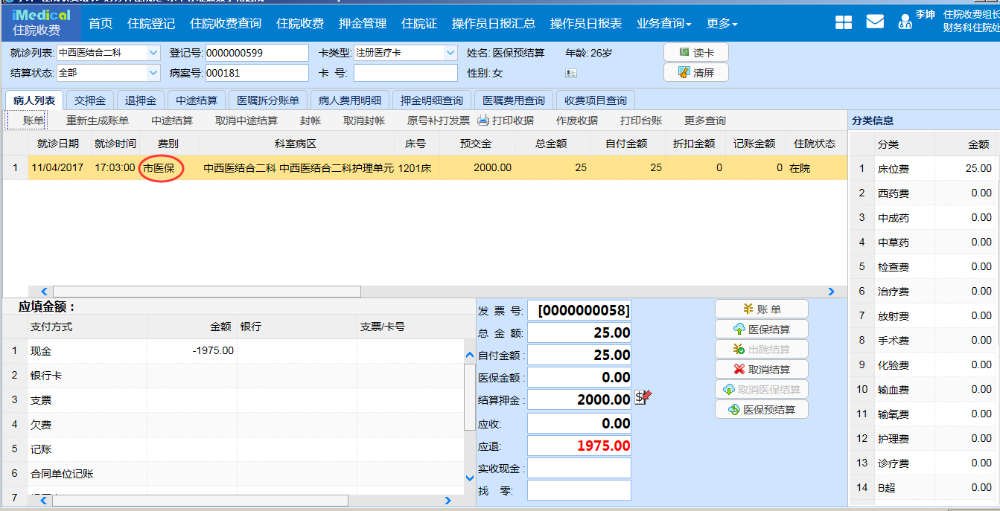 iMedical
住院收费
首页 住院登记 住院收费查询 住院收费 押金管理 住院证 操作员日报汇总 操作员日报表 业务查询 更多
李坤 住院收费组长
财务科住院处
就诊列表: 中西医结合二科 登记号: 0000000599 卡类型: 注册医疗卡 姓名: 医保预结算 年龄: 26岁 读卡
结算状态: 全部 病案号: 000181 卡 号: 性别: 女 清屏
病人列表 交押金 退押金 中途结算 医嘱拆分账单 病人费用明细 押金明细查询 医嘱费用查询 收费项目查询
账单 重新生成账单 中途结算 取消中途结算 封帐 取消封帐 原号补打发票 打印收据 作废收据 打印台账 更多查询
就诊日期 就诊时间 费别 科室病区 床号 预交金 总金额 自付金额 折扣金额 记账金额 住院状态
1 11/04/2017 17:03:00 市医保 中西医结合二科 中西医结合二科护理单元 1201床 2000.00 25 25 0 0 在院
分类信息
分类 金额
1 床位费 25.00
2 西药费 0.00
3 中成药 0.00
4 中草药 0.00
5 检查费 0.00
6 治疗费 0.00
7 放射费 0.00
8 手术费 0.00
9 化验费 0.00
10 输血费 0.00
11 输氧费 0.00
12 护理费 0.00
13 诊疗费 0.00
14 B超 0.00
应填金额：
支付方式 金额 银行 支票/卡号
1 现金 -1975.00
2 银行卡
3 支票
4 欠费
5 记账
6 合同单位记账
7
发 票 号: [0000000058]
总 金 额: 25.00
自付金额: 25.00
医保金额: 0.00
结算押金: 2000.00
应收: 0.00
应退: 1975.00
实收现金:
找 零:
账 单
医保结算
出院结算
取消结算
取消医保结算
医保预结算